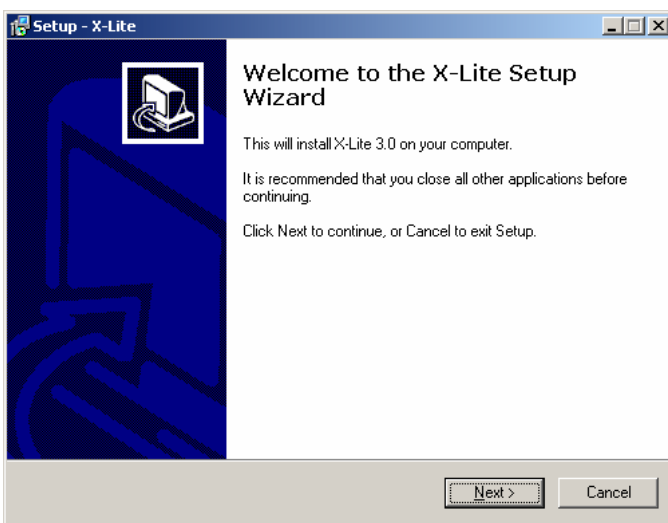 Setup - X-Lite
Welcome to the X-Lite Setup
Wizard
This will install X-Lite 3.0 on your computer.
It is recommended that you close all other applications before
continuing.
Click Next to continue, or Cancel to exit Setup.
Next >
Cancel